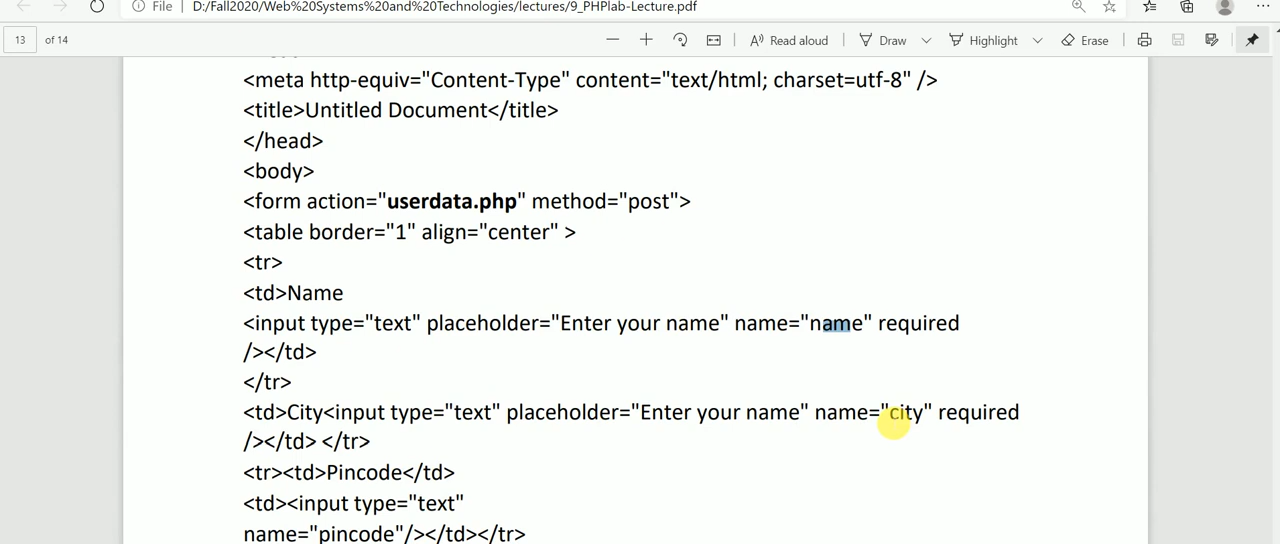 File D:/Fall2020/Web%20Systems%20and%20Technologies/lectures/9_PHPlab-Lecture.pdf
13 of 14 Read aloud Draw Highlight Erase
<meta http-equiv="Content-Type" content="text/html; charset=utf-8" />
<title>Untitled Document</title>
</head>
<body>
<form action="userdata.php" method="post">
<table border="1" align="center" >
<tr>
<td>Name
<input type="text" placeholder="Enter your name" name="name" required
/></td>
</tr>
<td>City<input type="text" placeholder="Enter your name" name="city" required
/></td> </tr>
<tr><td>Pincode</td>
<td><input type="text"
name="pincode"/></td></tr>